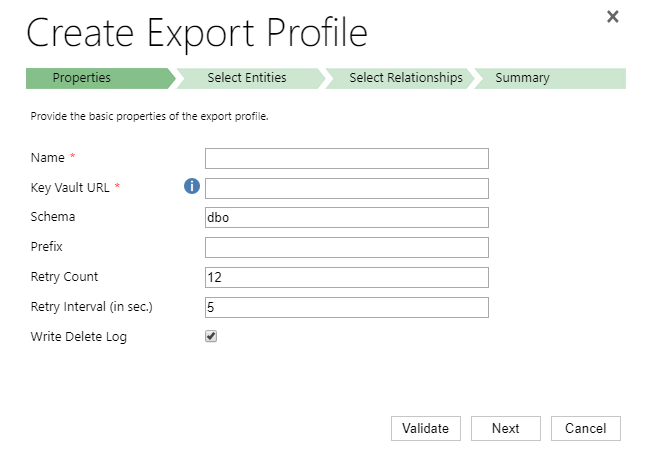 Create Export Profile
Properties Select Entities Select Relationships Summary
Provide the basic properties of the export profile.
Name *
Key Vault URL * i
Schema dbo
Prefix
Retry Count 12
Retry Interval (in sec.) 5
Write Delete Log
Validate Next Cancel